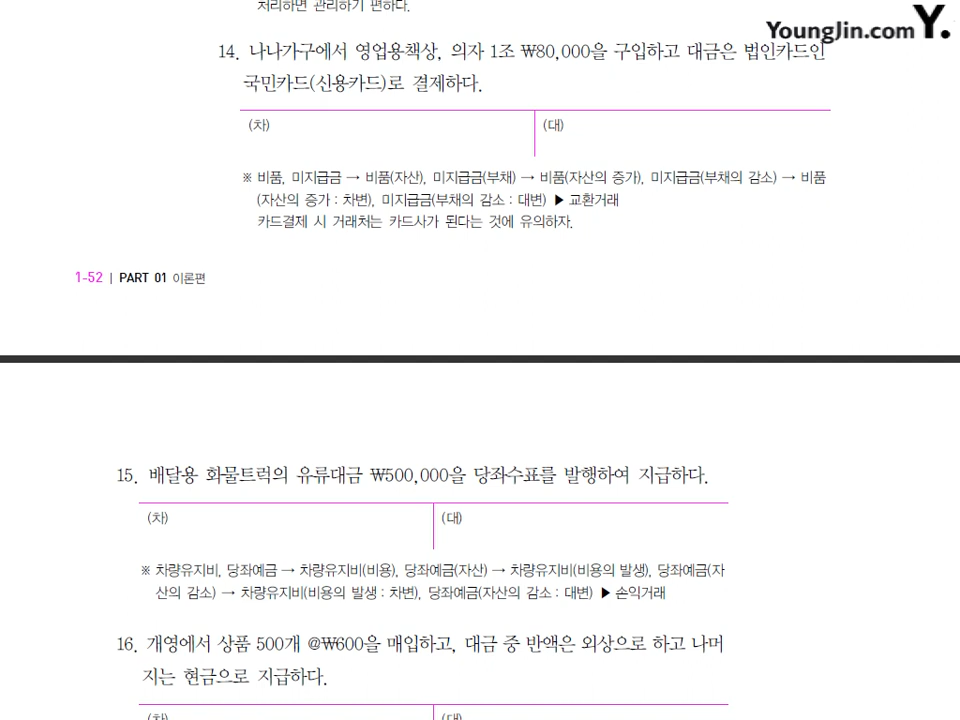 처리하면 관리하기 편하다.
YoungJin.com Y.
14. 나나가구에서 영업용책상, 의자 1조 ₩80,000을 구입하고 대금은 법인카드인
국민카드(신용카드)로 결제하다.
(차) (대)
※ 비품, 미지급금 → 비품(자산), 미지급금(부채) → 비품(자산의 증가), 미지급금(부채의 감소) → 비품
(자산의 증가 : 차변), 미지급금(부채의 감소 : 대변) ▶ 교환거래
카드결제 시 거래처는 카드사가 된다는 것에 유의하자.
1-52 | PART 01 이론편
15. 배달용 화물트럭의 유류대금 ₩500,000을 당좌수표를 발행하여 지급하다.
(차) (대)
※ 차량유지비, 당좌예금 → 차량유지비(비용), 당좌예금(자산) → 차량유지비(비용의 발생), 당좌예금(자
산의 감소) → 차량유지비(비용의 발생 : 차변), 당좌예금(자산의 감소 : 대변) ▶ 손익거래
16. 개영에서 상품 500개 @₩600을 매입하고, 대금 중 반액은 외상으로 하고 나머
지는 현금으로 지급하다.
(차) (대)